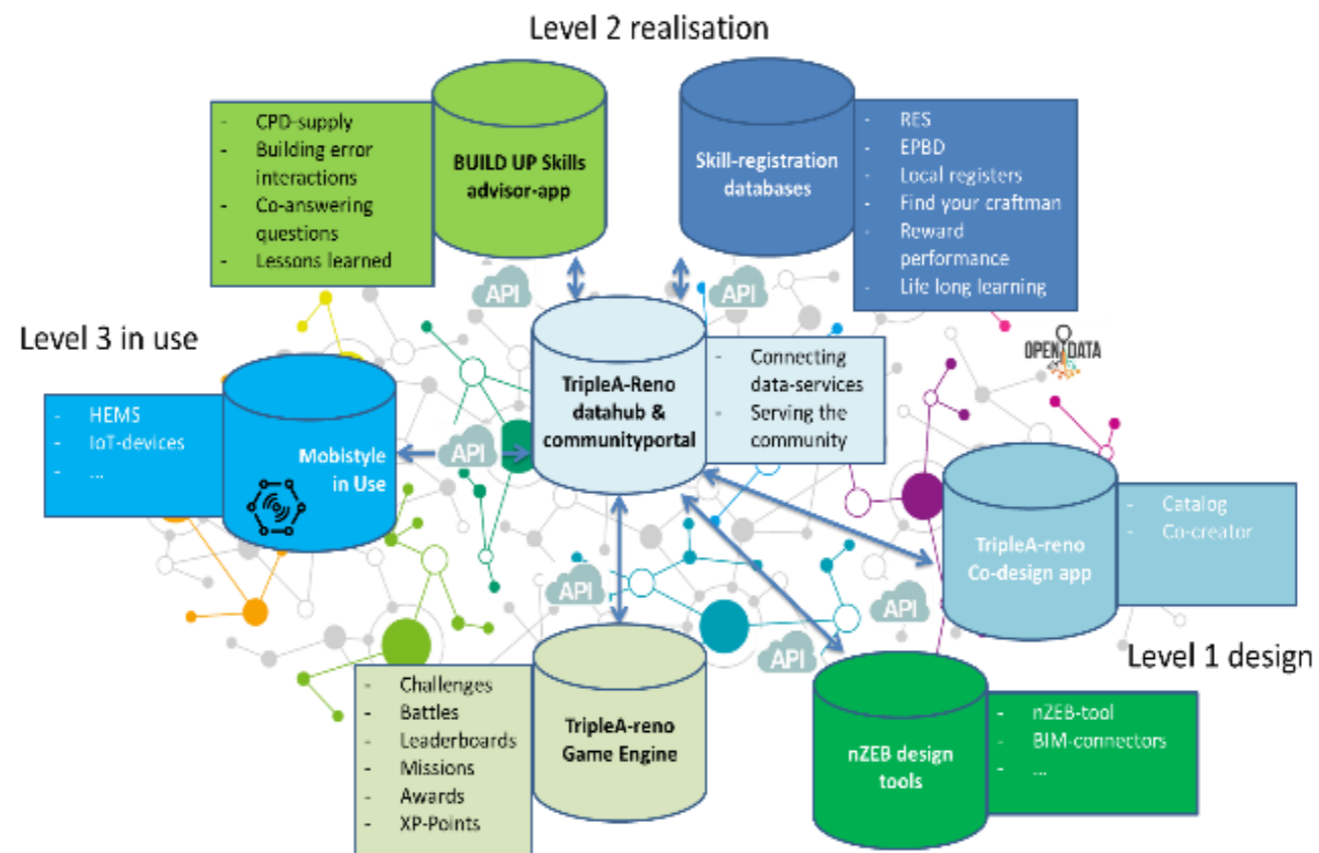 Level 2 realisation
- CPD-supply
- Building error
interactions
- Co-answering
questions
- Lessons learned
BUILD UP Skills
advisor-app
Skill-registration
databases
- RES
- EPBD
- Local registers
- Find your craftman
- Reward
performance
- Life long learning
API
API
Level 3 in use
- HEMS
- IoT-devices
- ...
Mobistyle
in Use
API
TripleA-Reno
datahub &
communityportal
- Connecting
data-services
- Serving the
community
OPEN DATA
TripleA-reno
Co-design app
- Catalog
- Co-creator
API
API
API
Level 1 design
- Challenges
- Battles
- Leaderboards
- Missions
- Awards
- XP-Points
TripleA-reno
Game Engine
nZEB design
tools
- nZEB-tool
- BIM-connectors
- ...